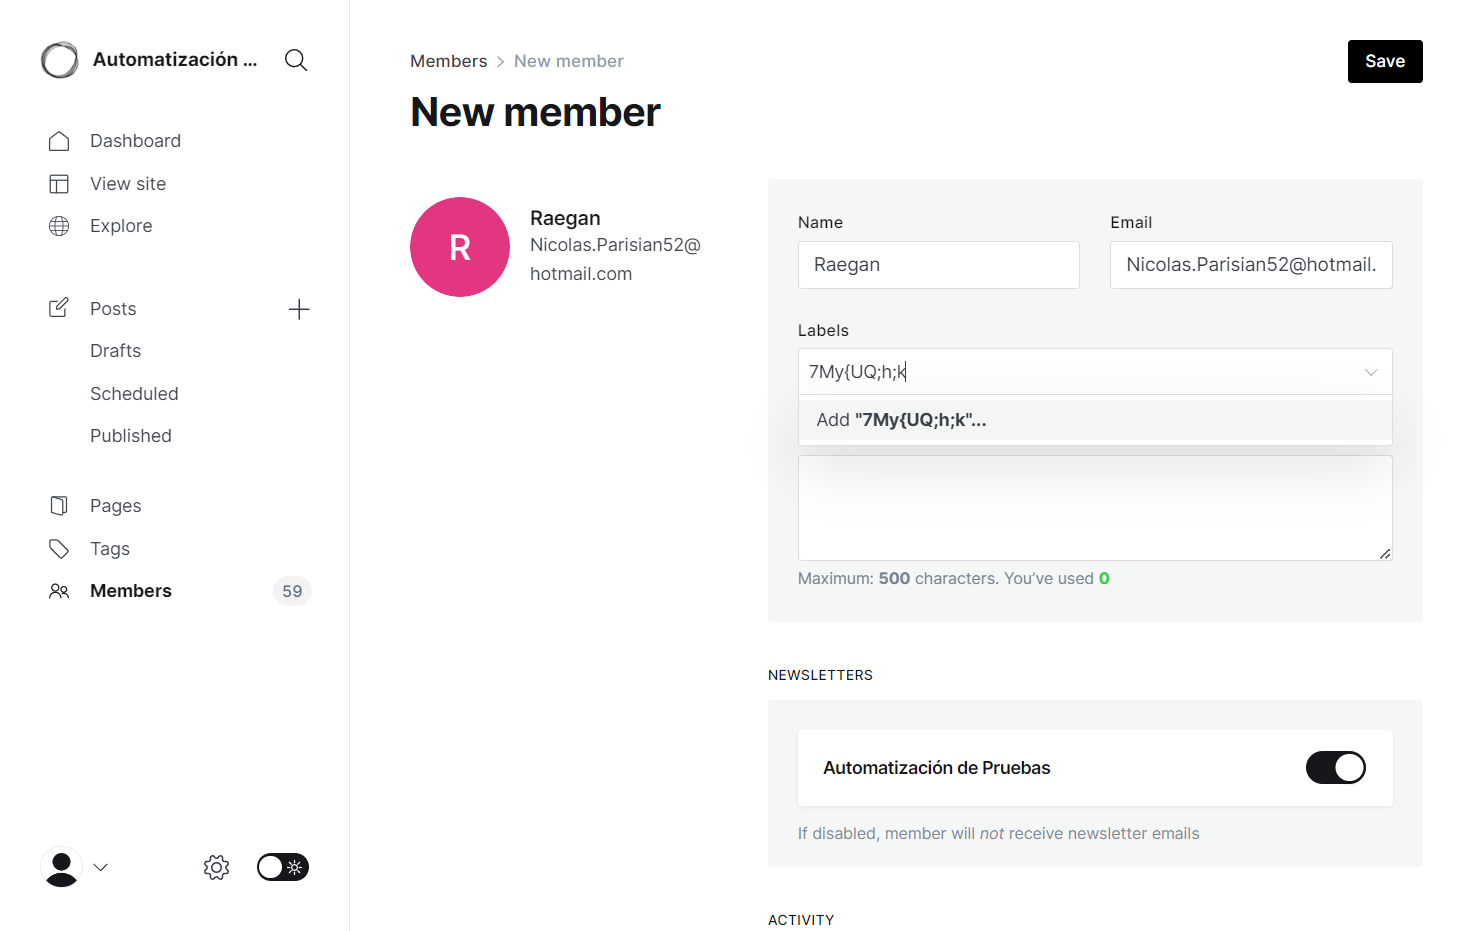 Automatización ...
Dashboard
View site
Explore
Posts
Drafts
Scheduled
Published
Pages
Tags
Members
59
Members > New member
Save
New member
R
Raegan
Nicolas.Parisian52@
hotmail.com
Name
Email
Raegan
Nicolas.Parisian52@hotmail.
Labels
7My{UQ;h;k
Add "7My{UQ;h;k"...
Maximum: 500 characters. You’ve used 0
NEWSLETTERS
Automatización de Pruebas
If disabled, member will not receive newsletter emails
ACTIVITY